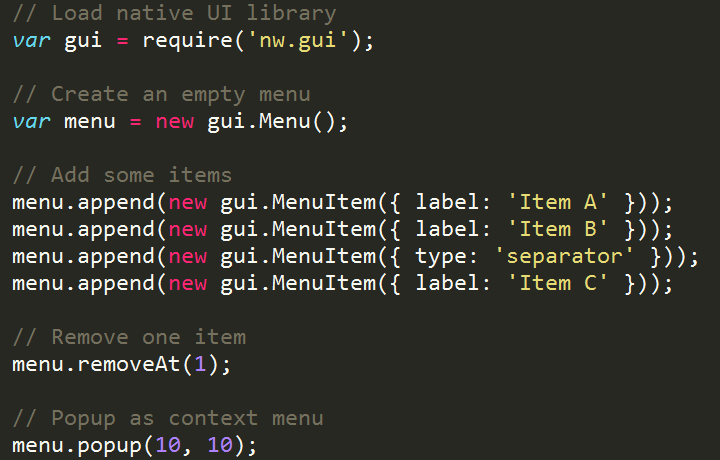 // Load native UI library
var gui = require('nw.gui');
// Create an empty menu
var menu = new gui.Menu();
// Add some items
menu.append(new gui.MenuItem({ label: 'Item A' }));
menu.append(new gui.MenuItem({ label: 'Item B' }));
menu.append(new gui.MenuItem({ type: 'separator' }));
menu.append(new gui.MenuItem({ label: 'Item C' }));
// Remove one item
menu.removeAt(1);
// Popup as context menu
menu.popup(10, 10);